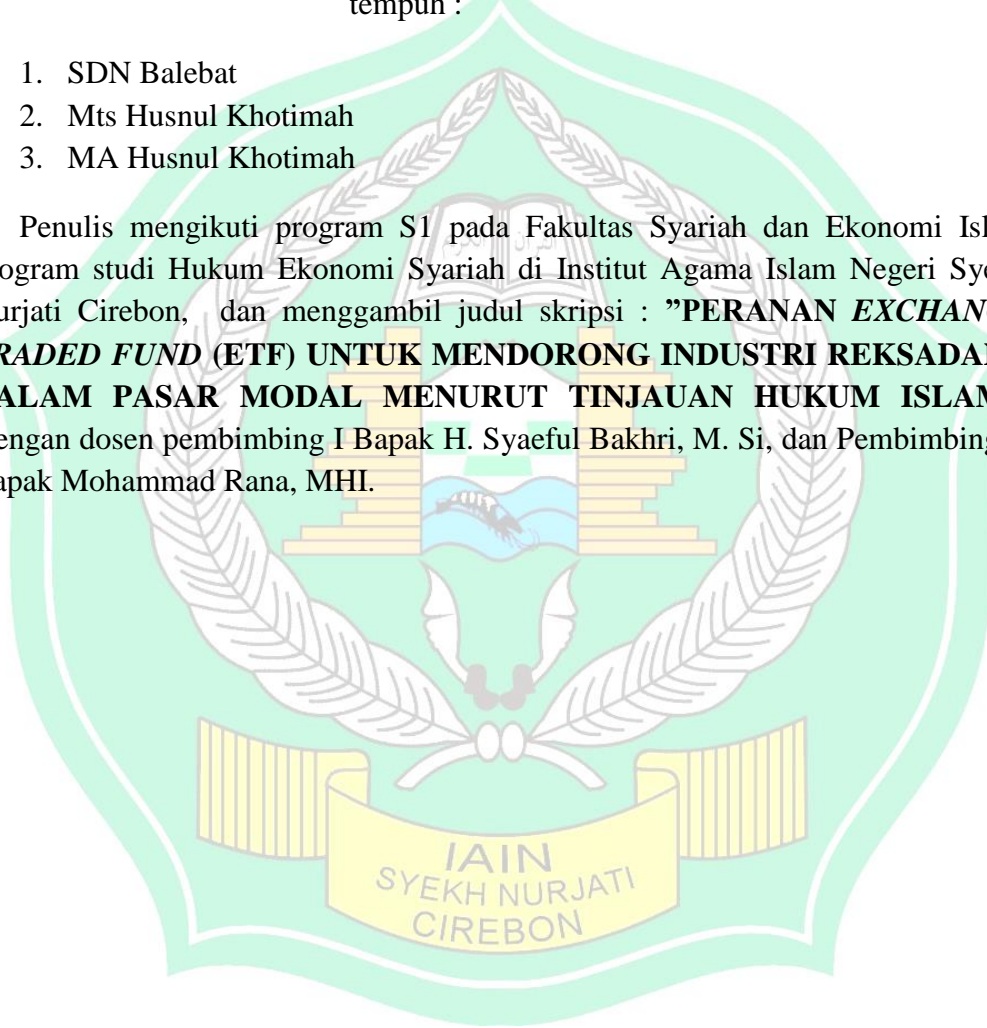 tempuh :
1. SDN Balebat
2. Mts Husnul Khotimah
3. MA Husnul Khotimah
Penulis mengikuti program S1 pada Fakultas Syariah dan Ekonomi Isl
ogram studi Hukum Ekonomi Syariah di Institut Agama Islam Negeri Sye
urjati Cirebon, dan menggambil judul skripsi : ”PERANAN EXCHANG
RADED FUND (ETF) UNTUK MENDORONG INDUSTRI REKSADAN
ALAM PASAR MODAL MENURUT TINJAUAN HUKUM ISLAM
engan dosen pembimbing I Bapak H. Syaeful Bakhri, M. Si, dan Pembimbing
apak Mohammad Rana, MHI.
IAIN
SYEKH NURJATI
CIREBON